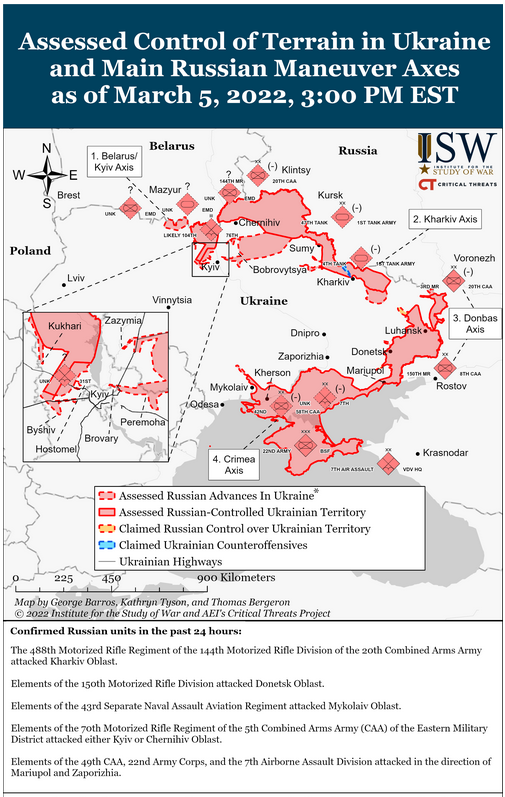 Assessed Control of Terrain in Ukraine
and Main Russian Maneuver Axes
as of March 5, 2022, 3:00 PM EST
N
W E
S
1. Belarus/
Kyiv Axis
Belarus
Russia
ISW
INSTITUTE FOR THE
STUDY OF WAR
CT CRITICAL THREATS
Brest
?
UNK
EMD
Mazyur
?
UNK
EMD
?
144TH MR
EMD
XX
(-)
Klintsy
20TH CAA
Kursk
XX
(-)
1ST TANK ARMY
2. Kharkiv Axis
LIKELY 104TH
76TH
Chernihiv
47TH TANK
Sumy
(-)
1ST TANK ARMY
4TH TANK
Kharkiv
Voronezh
XX
(-)
20TH CAA
3RD MR
Poland
Kyiv
Bobrovytsya
Lviv
Ukraine
Vinnytsia
3. Donbas
Axis
Luhansk
Dnipro
Donetsk
Zaporizhia
Mariupol
XX
8TH CAA
150TH MR
Rostov
Kukhari
Zazymia
UNK
31ST
Kyiv
Byshiv
Hostomel
Brovary
Peremoha
Kherson
Mykolaiv
Odesa
XX
(-)
42ND
UNK
58TH CAA
XX
(-)
7TH
4. Crimea
Axis
XXX
22ND ARMY
BSF
XX
7TH AIR ASSAULT
VDV HQ
Krasnodar
Assessed Russian Advances In Ukraine*
Assessed Russian-Controlled Ukrainian Territory
Claimed Russian Control over Ukrainian Territory
Claimed Ukrainian Counteroffensives
Ukrainian Highways
0 225 450 900 Kilometers
Map by George Barros, Kathryn Tyson, and Thomas Bergeron
© 2022 Institute for the Study of War and AEI's Critical Threats Project
Confirmed Russian units in the past 24 hours:
The 488th Motorized Rifle Regiment of the 144th Motorized Rifle Division of the 20th Combined Arms Army
attacked Kharkiv Oblast.
Elements of the 150th Motorized Rifle Division attacked Donetsk Oblast.
Elements of the 43rd Separate Naval Assault Aviation Regiment attacked Mykolaiv Oblast.
Elements of the 70th Motorized Rifle Regiment of the 5th Combined Arms Army (CAA) of the Eastern Military
District attacked either Kyiv or Chernihiv Oblast.
Elements of the 49th CAA, 22nd Army Corps, and the 7th Airborne Assault Division attacked in the direction of
Mariupol and Zaporizhia.